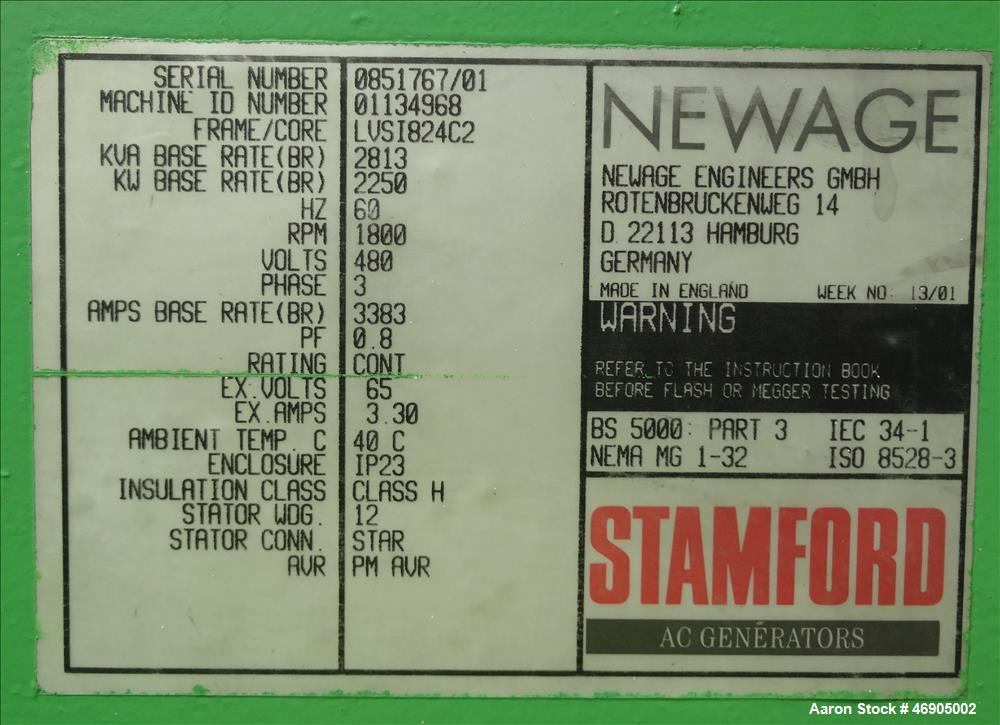 SERIAL NUMBER 0851767/01
MACHINE ID NUMBER 01134968
FRAME/CORE LVSI824C2
KVA BASE RATE(BR) 2813
KW BASE RATE(BR) 2250
HZ 60
RPM 1800
VOLTS 480
PHASE 3
AMPS BASE RATE(BR) 3383
PF 0.8
RATING CONT
EX.VOLTS 65
EX.AMPS 3.30
AMBIENT TEMP. C 40 C
ENCLOSURE IP23
INSULATION CLASS CLASS H
STATOR WDG. 12
STATOR CONN. STAR
AVR PM AVR
NEWAGE
NEWAGE ENGINEERS GMBH
ROTENBRUCKENWEG 14
D 22113 HAMBURG
GERMANY
MADE IN ENGLAND WEEK NO: 13/01
WARNING
REFER TO THE INSTRUCTION BOOK
BEFORE FLASH OR MEGGER TESTING
BS 5000: PART 3 IEC 34-1
NEMA MG 1-32 ISO 8528-3
STAMFORD
AC GENERATORS
Aaron Stock # 46905002